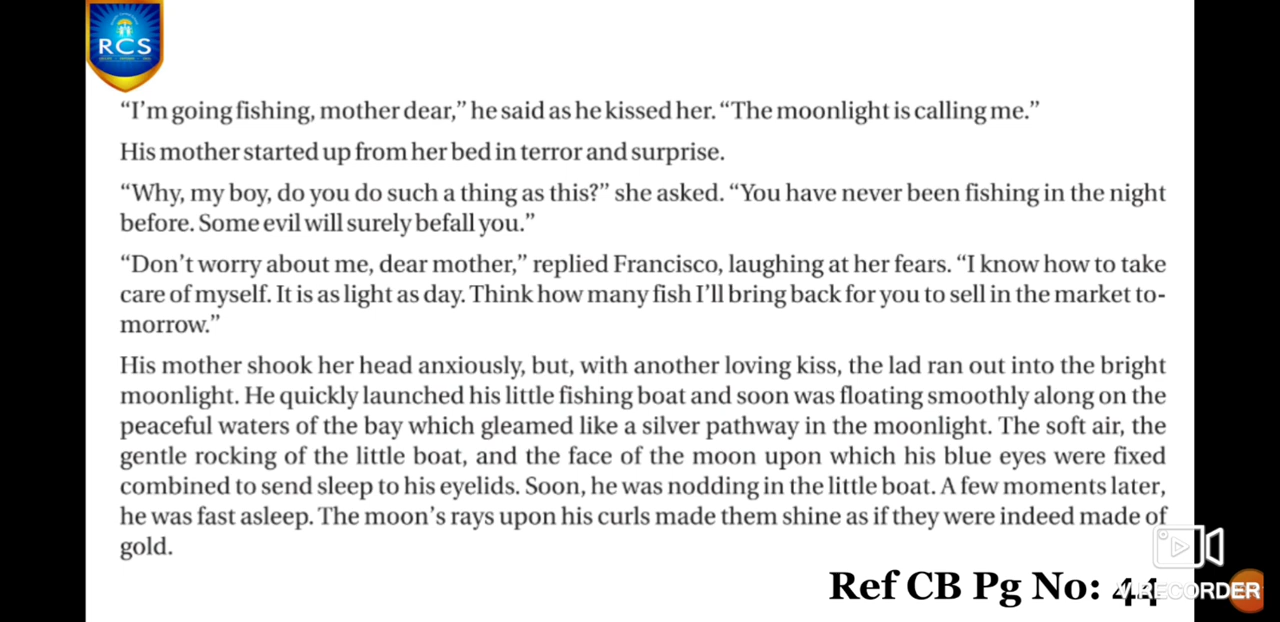 RCS
“I’m going fishing, mother dear,” he said as he kissed her. “The moonlight is calling me.”
His mother started up from her bed in terror and surprise.
“Why, my boy, do you do such a thing as this?” she asked. “You have never been fishing in the night
before. Some evil will surely befall you.”
“Don’t worry about me, dear mother,” replied Francisco, laughing at her fears. “I know how to take
care of myself. It is as light as day. Think how many fish I’ll bring back for you to sell in the market to-
morrow.”
His mother shook her head anxiously, but, with another loving kiss, the lad ran out into the bright
moonlight. He quickly launched his little fishing boat and soon was floating smoothly along on the
peaceful waters of the bay which gleamed like a silver pathway in the moonlight. The soft air, the
gentle rocking of the little boat, and the face of the moon upon which his blue eyes were fixed
combined to send sleep to his eyelids. Soon, he was nodding in the little boat. A few moments later,
he was fast asleep. The moon’s rays upon his curls made them shine as if they were indeed made of
gold.
Ref CB Pg No: 44
V.RECORDER